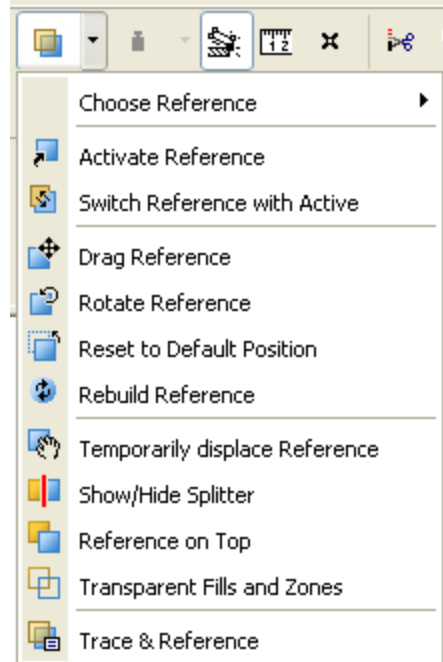 Choose Reference
Activate Reference
Switch Reference with Active
Drag Reference
Rotate Reference
Reset to Default Position
Rebuild Reference
Temporarily displace Reference
Show/Hide Splitter
Reference on Top
Transparent Fills and Zones
Trace & Reference